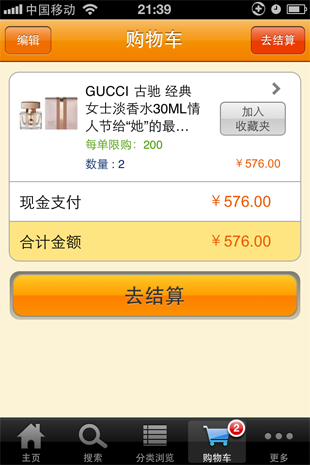 中国移动 21:39
编辑 购物车 去结算
GUCCI 古驰 经典
女士淡香水30ML情
人节给“她”的最...
每单限购：200
数量 : 2
加入
收藏夹
￥576.00
现金支付 ￥576.00
合计金额 ￥576.00
去结算
2
主页 搜索 分类浏览 购物车 更多